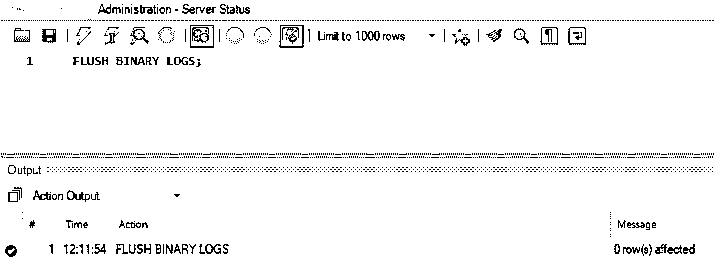 Administration - Server Status
Limit to 1000 rows
1 FLUSH BINARY LOGS;
Output
Action Output
# Time Action Message
1 12:11:54 FLUSH BINARY LOGS 0 row(s) affected